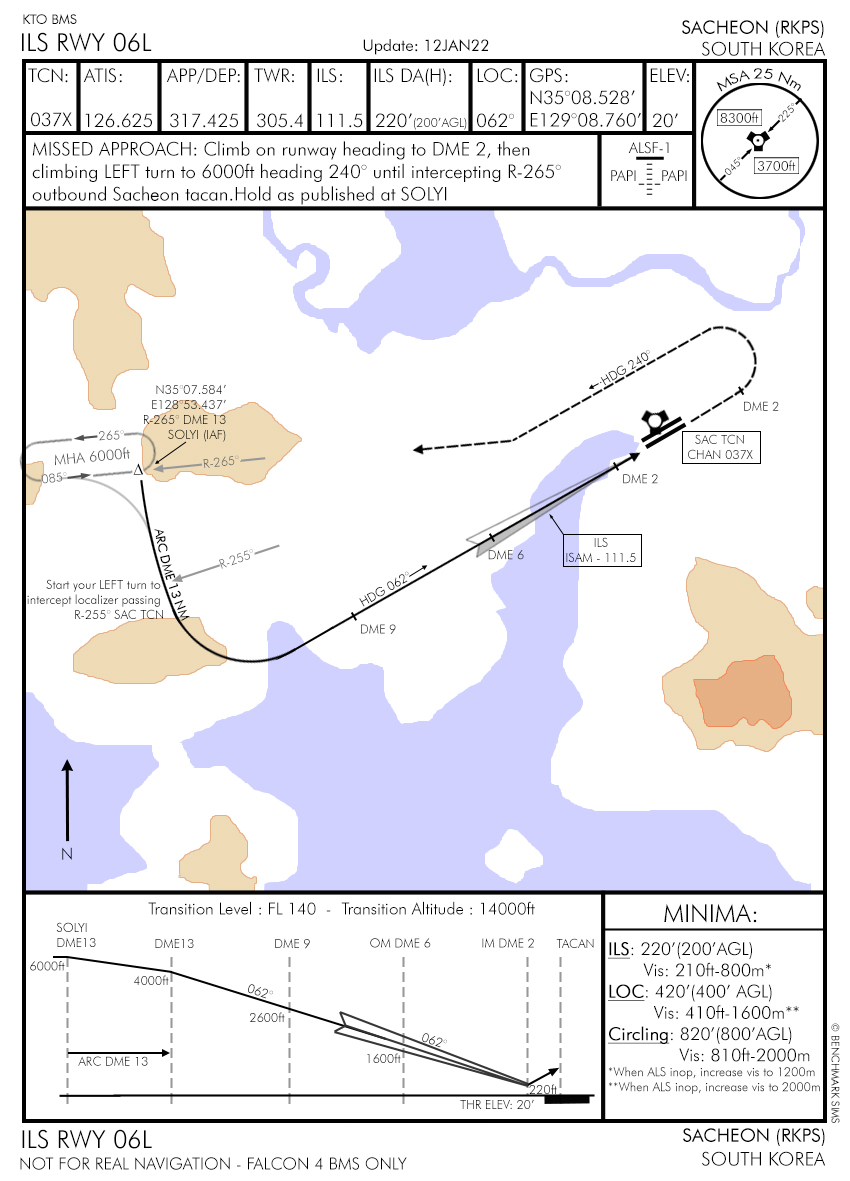 KTO BMS
ILS RWY 06L
Update: 12JAN22
SACHEON (RKPS)
SOUTH KOREA
TCN:
037X
ATIS:
126.625
APP/DEP:
317.425
TWR:
305.4
ILS:
111.5
ILS DA(H):
220’(200’AGL)
LOC:
062°
GPS:
N35°08.528’
E129°08.760’
ELEV:
20’
MSA 25 Nm
8300ft
225°
045°
3700ft
MISSED APPROACH: Climb on runway heading to DME 2, then
climbing LEFT turn to 6000ft heading 240° until intercepting R-265°
outbound Sacheon tacan.Hold as published at SOLYI
ALSF-1
PAPI
PAPI
HDG 240°
DME 2
N35°07.584’
E128°53.437’
R-265° DME 13
SOLYI (IAF)
265°
MHA 6000ft
085°
R-265°
SAC TCN
CHAN 037X
DME 2
ARC DME 13 NM
R-255°
DME 6
ILS
ISAM - 111.5
Start your LEFT turn to
intercept localizer passing
R-255° SAC TCN
HDG 062°
DME 9
N
Transition Level : FL 140 - Transition Altitude : 14000ft
SOLYI
DME13
DME13
DME 9
OM DME 6
IM DME 2
TACAN
6000ft
4000ft
062°
2600ft
062°
1600ft
ARC DME 13
220ft
THR ELEV: 20’
MINIMA:
ILS: 220’(200’AGL)
Vis: 210ft-800m*
LOC: 420’(400’ AGL)
Vis: 410ft-1600m**
Circling: 820’(800’AGL)
Vis: 810ft-2000m
*When ALS inop, increase vis to 1200m
**When ALS inop, increase vis to 2000m
© BENCHMARK SIMS
ILS RWY 06L
NOT FOR REAL NAVIGATION - FALCON 4 BMS ONLY
SACHEON (RKPS)
SOUTH KOREA